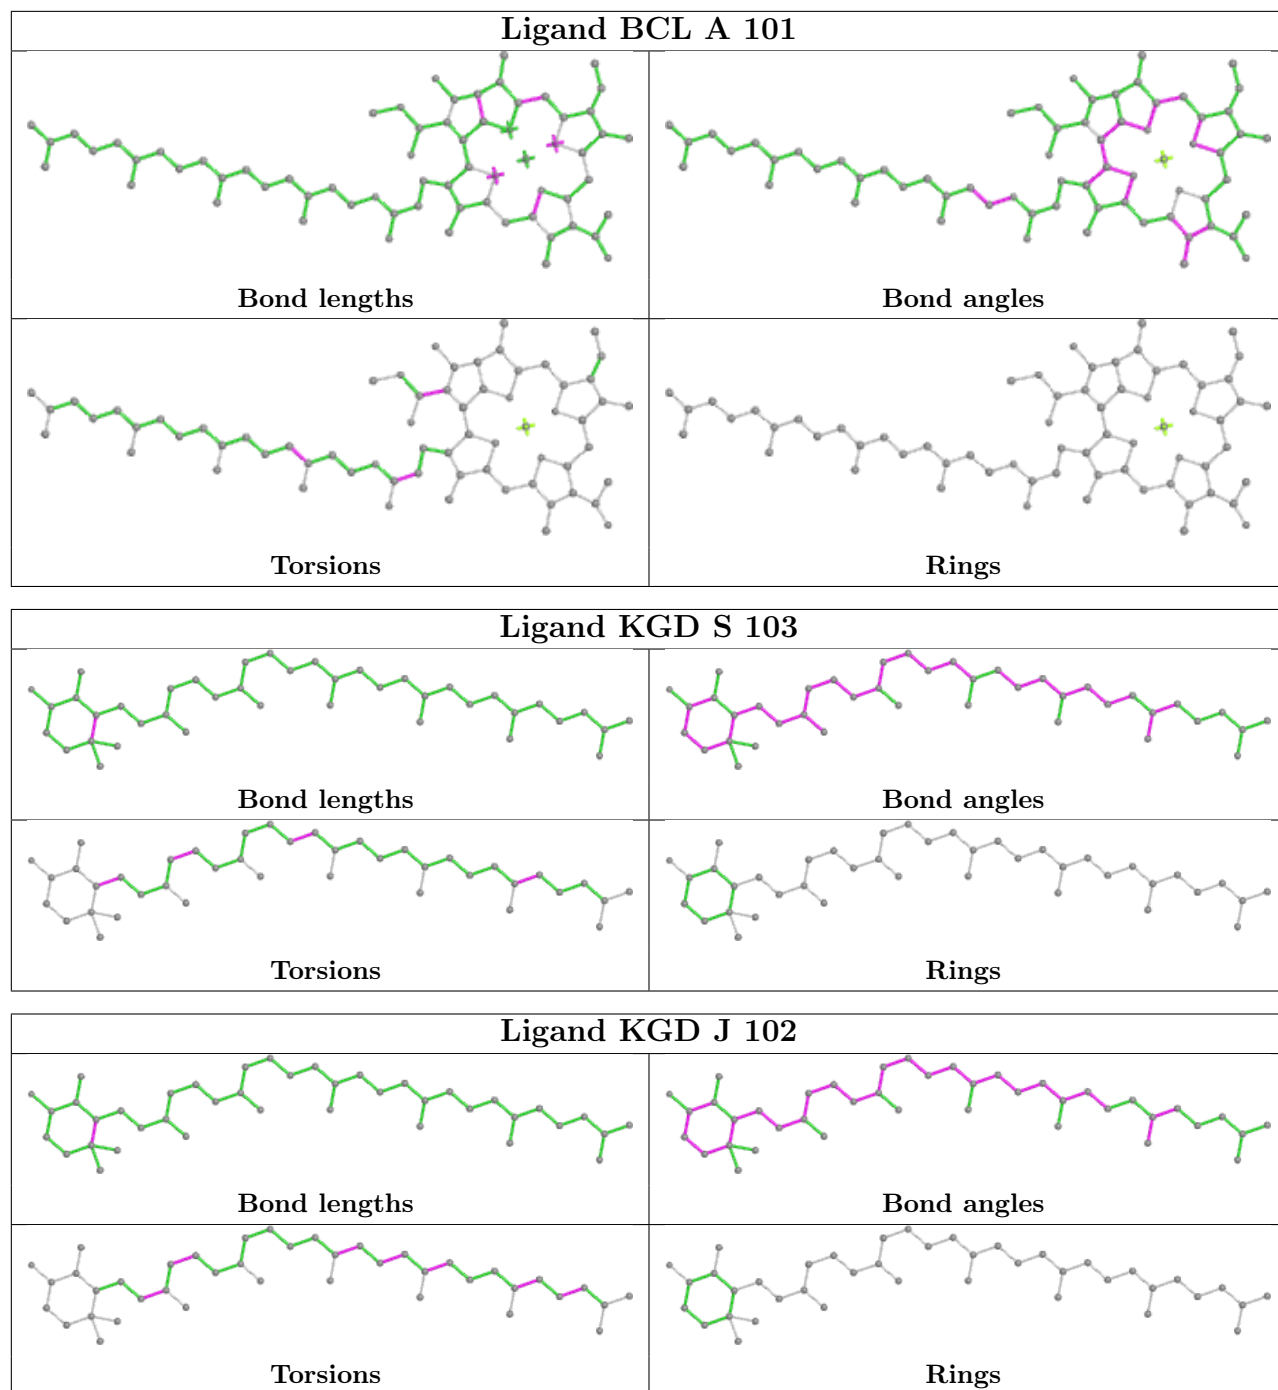 Ligand BCL A 101
Bond lengths
Bond angles
Torsions
Rings
Ligand KGD S 103
Bond lengths
Bond angles
Torsions
Rings
Ligand KGD J 102
Bond lengths
Bond angles
Torsions
Rings